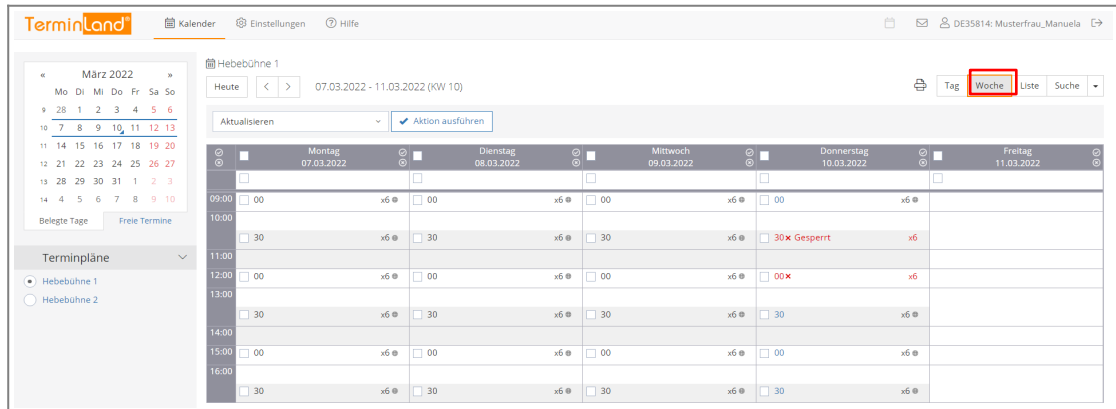 Terminland® Kalender Einstellungen Hilfe DE35814: Musterfrau_Manuela
« März 2022 »
Mo Di Mi Do Fr Sa So
9 28 1 2 3 4 5 6
10 7 8 9 10 11 12 13
11 14 15 16 17 18 19 20
12 21 22 23 24 25 26 27
13 28 29 30 31 1 2 3
14 4 5 6 7 8 9 10
Belegte Tage Freie Termine
Terminpläne
Hebebühne 1
Hebebühne 2
Hebebühne 1
Heute < > 07.03.2022 - 11.03.2022 (KW 10) Tag Woche Liste Suche
Aktualisieren Aktion ausführen
Montag Dienstag Mittwoch Donnerstag Freitag
07.03.2022 08.03.2022 09.03.2022 10.03.2022 11.03.2022
09:00 00 x6 00 x6 00 x6 00 x6
10:00
30 x6 30 x6 30 x6 30 Gesperrt x6
11:00
12:00 00 x6 00 x6 00 x6 00 x6
13:00
30 x6 30 x6 30 x6 30 x6
14:00
15:00 00 x6 00 x6 00 x6 00 x6
16:00
30 x6 30 x6 30 x6 30 x6